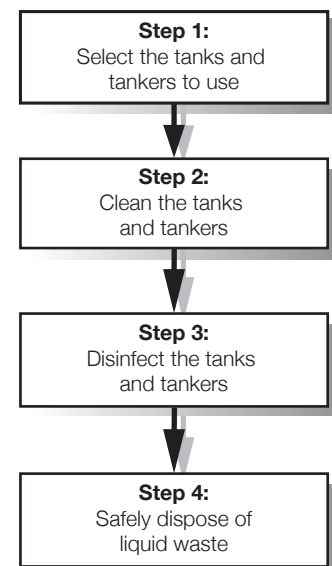 Step 1:
Select the tanks and
tankers to use
Step 2:
Clean the tanks
and tankers
Step 3:
Disinfect the tanks
and tankers
Step 4:
Safely dispose of
liquid waste